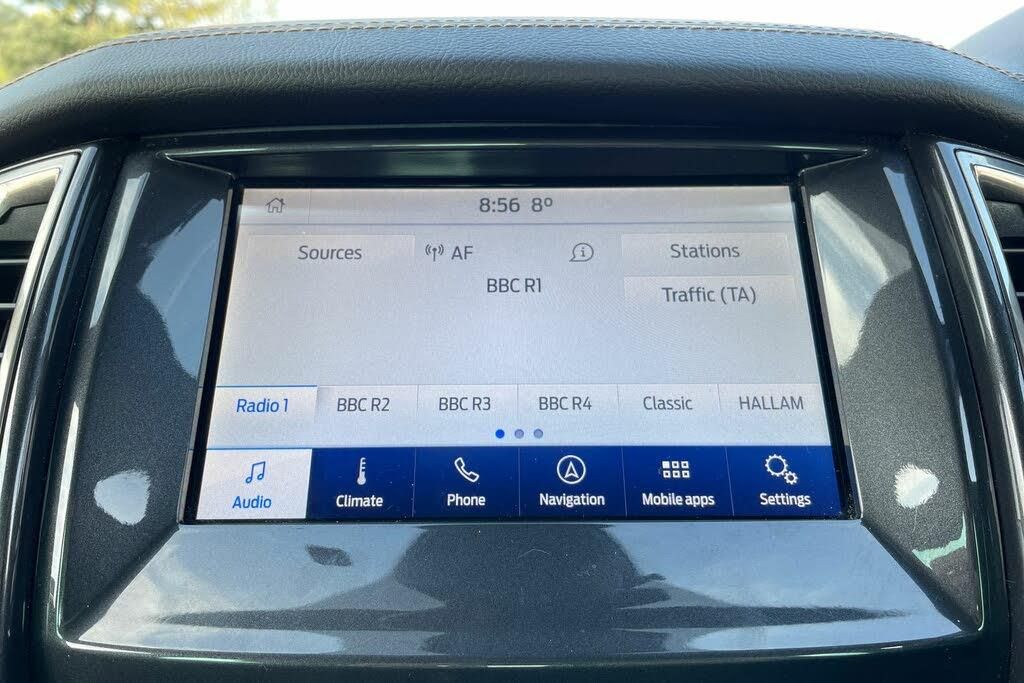 8:56 8º
Sources AF Stations
BBC R1
Traffic (TA)
Radio 1 BBC R2 BBC R3 BBC R4 Classic HALLAM
Audio Climate Phone Navigation Mobile apps Settings